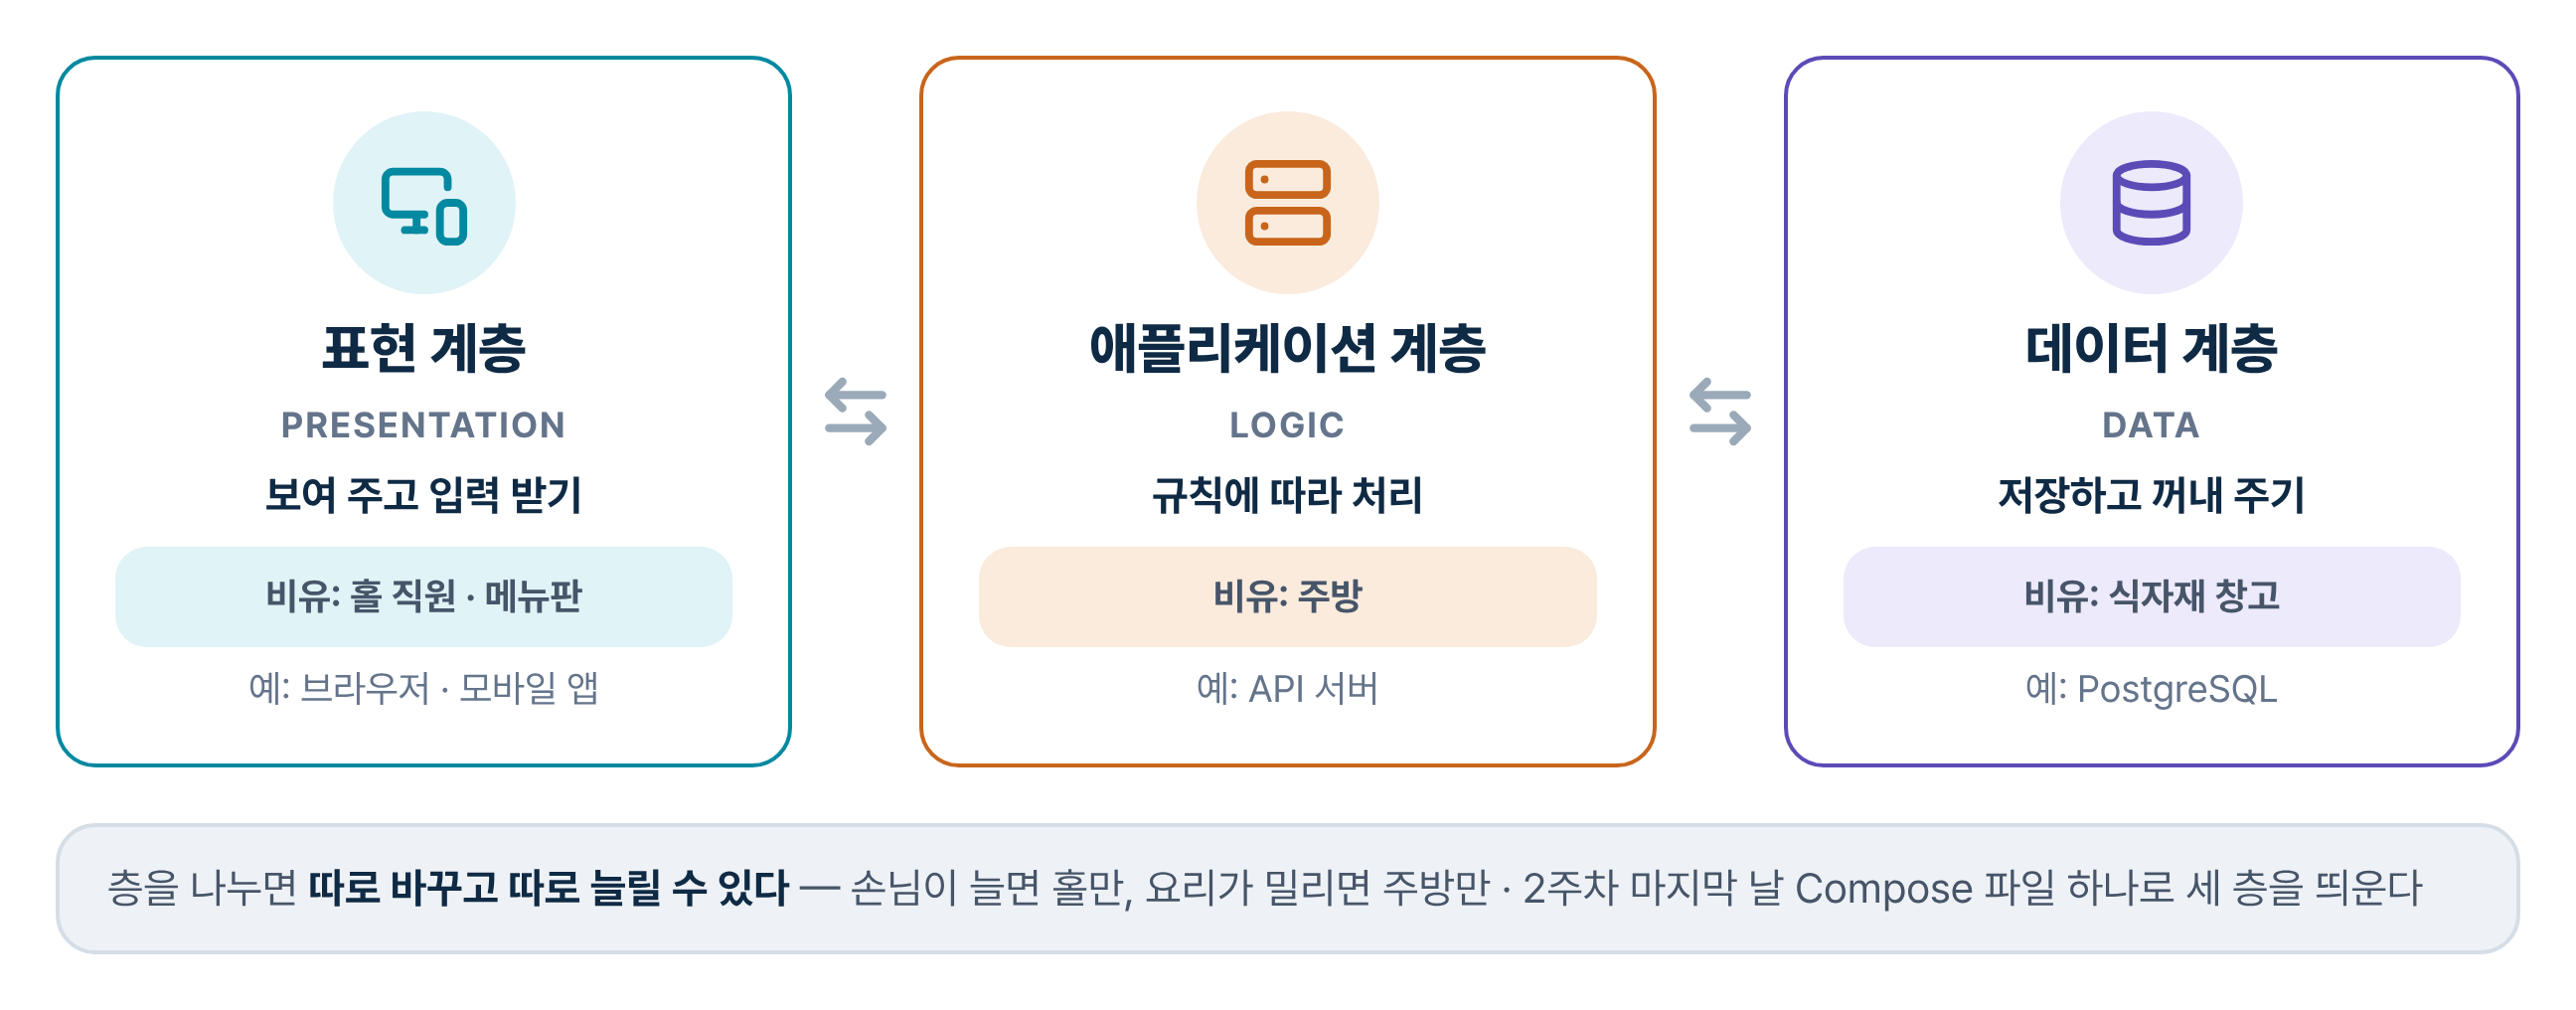 표현 계층
PRESENTATION
보여 주고 입력 받기
비유: 홀 직원 · 메뉴판
예: 브라우저 · 모바일 앱
애플리케이션 계층
LOGIC
규칙에 따라 처리
비유: 주방
예: API 서버
데이터 계층
DATA
저장하고 꺼내 주기
비유: 식자재 창고
예: PostgreSQL
층을 나누면 따로 바꾸고 따로 늘릴 수 있다 — 손님이 늘면 홀만, 요리가 밀리면 주방만 · 2주차 마지막 날 Compose 파일 하나로 세 층을 띄운다